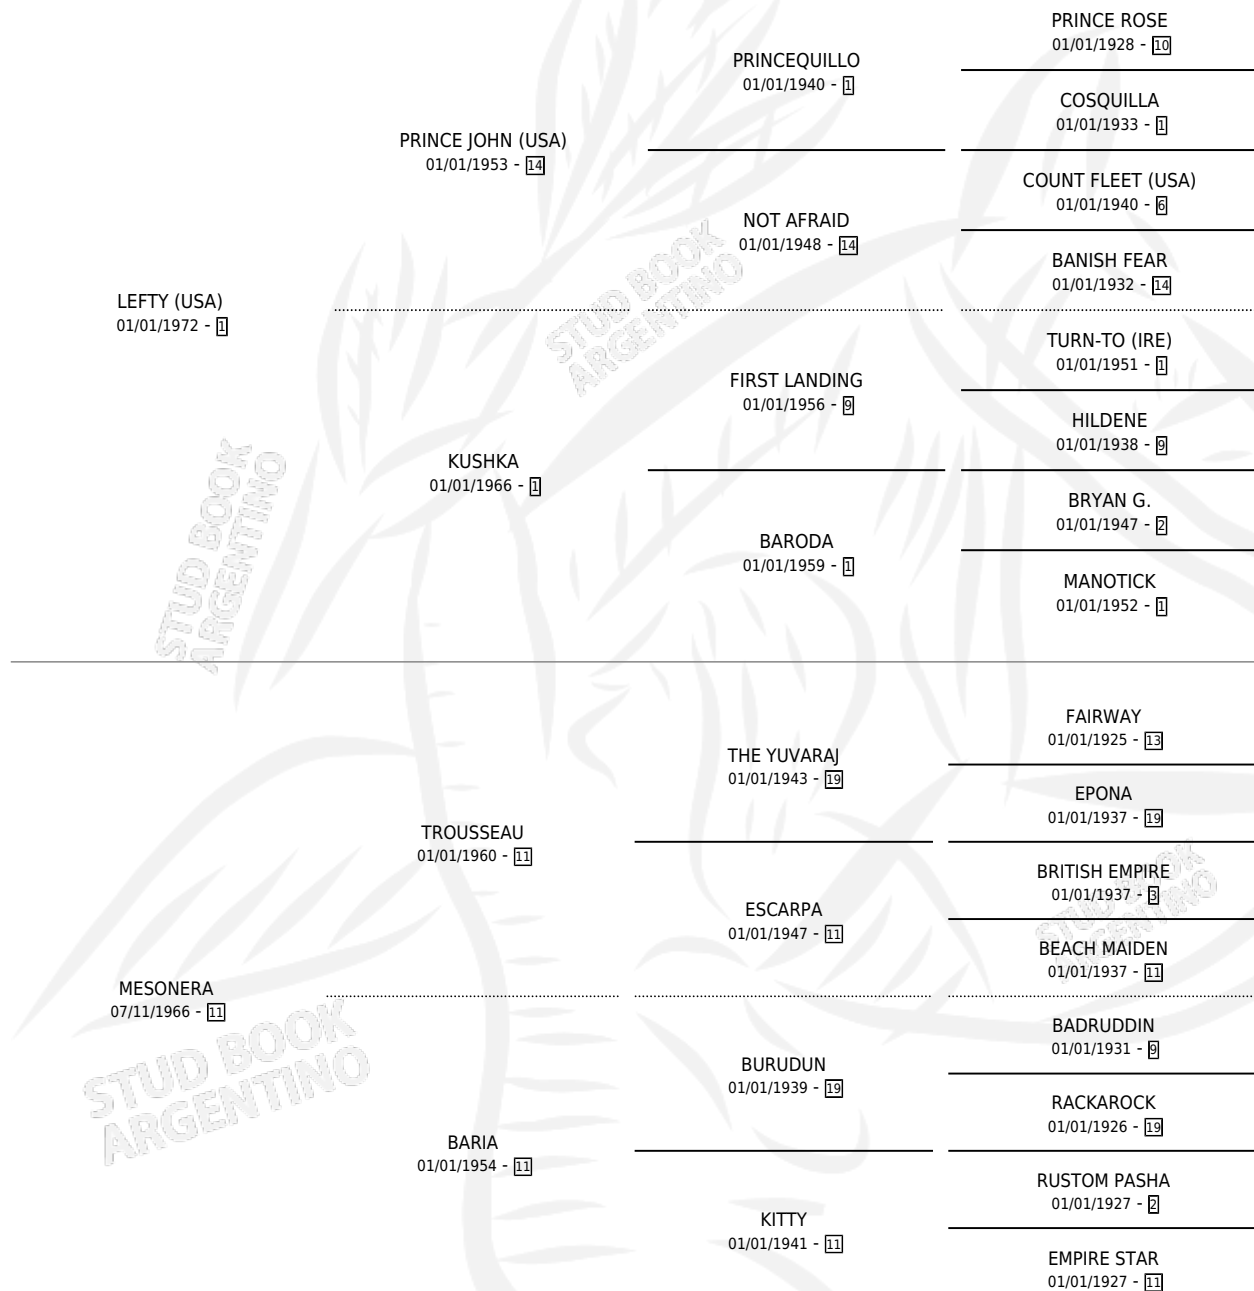 PRINCE ROSE
01/01/1928 - 10
PRINCEQUILLO
01/01/1940 - 1
COSQUILLA
01/01/1933 - 1
PRINCE JOHN (USA)
01/01/1953 - 14
COUNT FLEET (USA)
01/01/1940 - 6
NOT AFRAID
01/01/1948 - 14
BANISH FEAR
01/01/1932 - 14
LEFTY (USA)
01/01/1972 - 1
TURN-TO (IRE)
01/01/1951 - 1
FIRST LANDING
01/01/1956 - 9
HILDENE
01/01/1938 - 9
KUSHKA
01/01/1966 - 1
BRYAN G.
01/01/1947 - 2
BARODA
01/01/1959 - 1
MANOTICK
01/01/1952 - 1
FAIRWAY
01/01/1925 - 13
THE YUVARAJ
01/01/1943 - 19
EPONA
01/01/1937 - 19
TROUSSEAU
01/01/1960 - 11
BRITISH EMPIRE
01/01/1937 - 3
ESCARPA
01/01/1947 - 11
BEACH MAIDEN
01/01/1937 - 11
MESONERA
07/11/1966 - 11
BADRUDDIN
01/01/1931 - 9
BURUDUN
01/01/1939 - 19
RACKAROCK
01/01/1926 - 19
BARIA
01/01/1954 - 11
RUSTOM PASHA
01/01/1927 - 2
KITTY
01/01/1941 - 11
EMPIRE STAR
01/01/1927 - 11
STUD BOOK
ARGENTINO
STUD BOOK
ARGENTINO
STUD BOOK
ARGENTINO
STUD BOOK
ARGENTINO